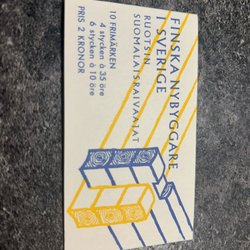 FINSKA NYBYGGARE
I SVERIGE
RUOTSIN
SUOMALAISRAIVAAJAT
10 FRIMÄRKEN
4 stycken à 35 öre
6 stycken à 10 öre
PRIS 2 KRONOR